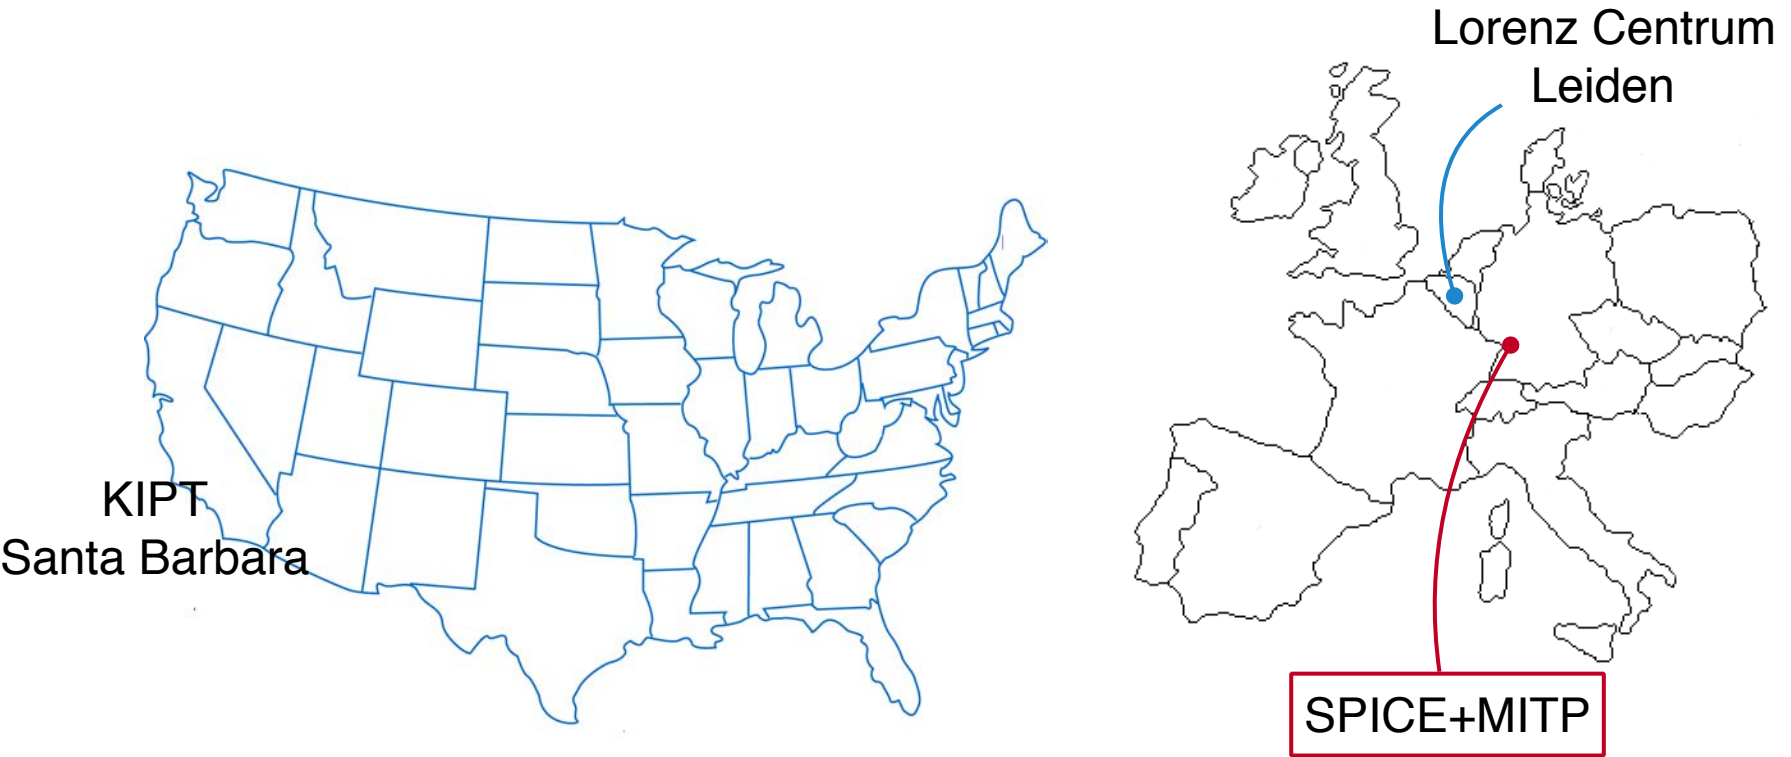 Lorenz Centrum
Leiden
KIPT
Santa Barbara
SPICE+MITP